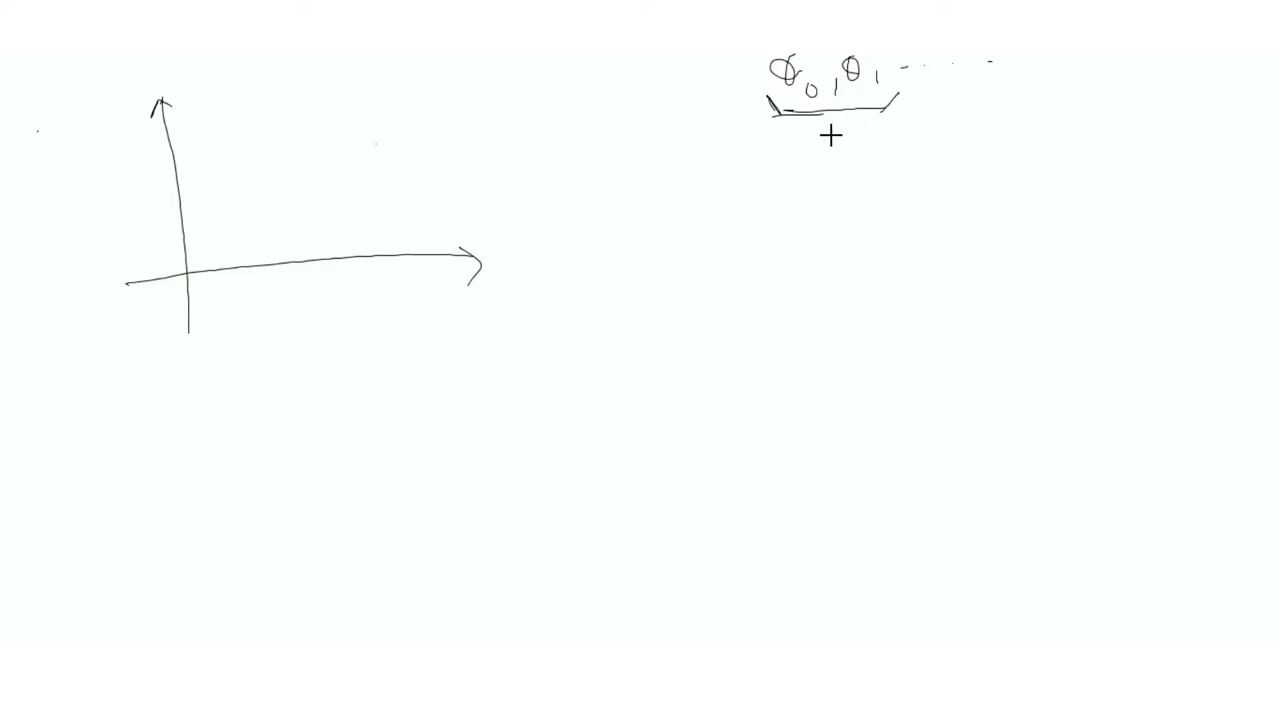 θ₀, θ₁ - . . -